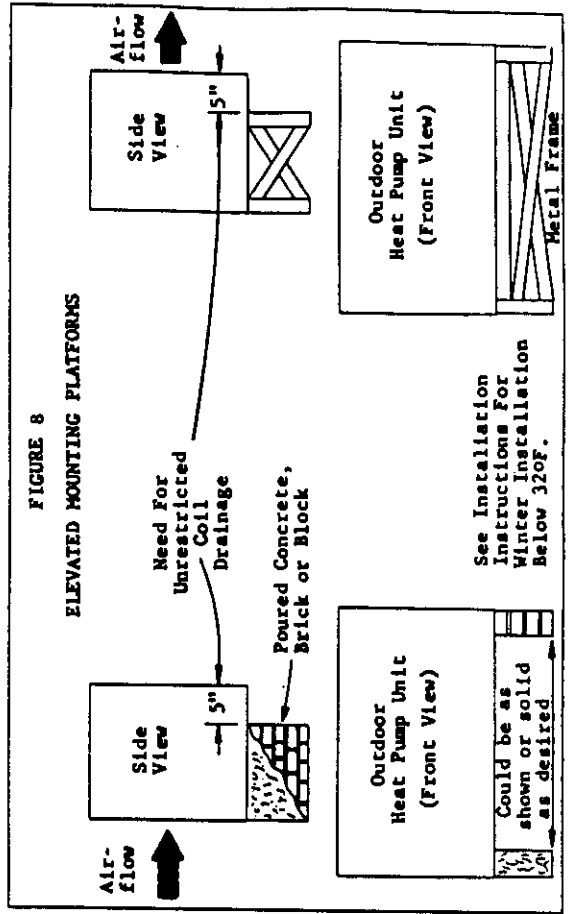 FIGURE 8
ELEVATED MOUNTING PLATFORMS
Air-
flow
Side
View
5"
Need For
Unrestricted
Coil
Drainage
Poured Concrete,
Brick or Block
Side
View
5"
Air-
flow
Outdoor
Heat Pump Unit
(Front View)
Could be as
shown or solid
as desired
See Installation
Instructions For
Winter Installation
Below 32ºF.
Outdoor
Heat Pump Unit
(Front View)
Metal Frame